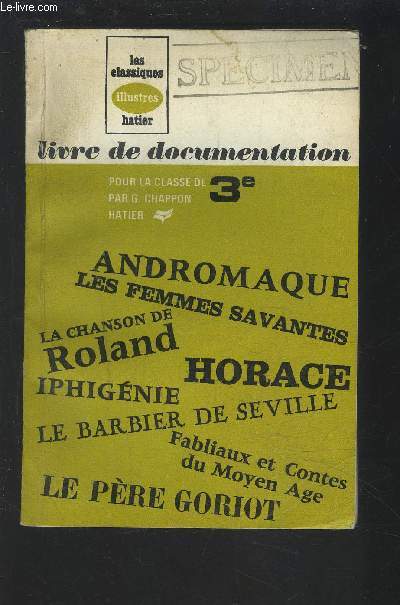 Le-livre.com
les
classiques
illustres
hatier
SPECIMEN
livre de documentation
POUR LA CLASSE DE 3e
PAR G. CHAPPON
HATIER
ANDROMAQUE
LES FEMMES SAVANTES
LA CHANSON DE
Roland
HORACE
IPHIGÉNIE
LE BARBIER DE SEVILLE
Fabliaux et Contes
du Moyen Age
LE PÈRE GORIOT